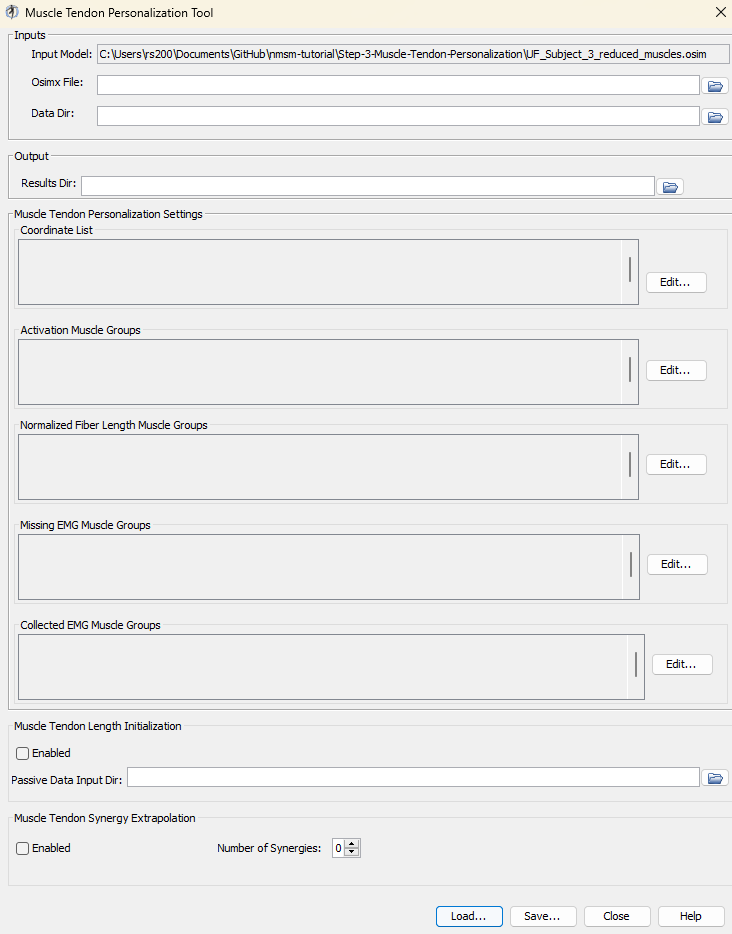 Muscle Tendon Personalization Tool
Inputs
Input Model: C:\Users\rs200\Documents\GitHub\nmsm-tutorial\Step-3-Muscle-Tendon-Personalization\UF_Subject_3_reduced_muscles.osim
Osimx File:
Data Dir:
Output
Results Dir:
Muscle Tendon Personalization Settings
Coordinate List
Edit...
Activation Muscle Groups
Edit...
Normalized Fiber Length Muscle Groups
Edit...
Missing EMG Muscle Groups
Edit...
Collected EMG Muscle Groups
Edit...
Muscle Tendon Length Initialization
Enabled
Passive Data Input Dir:
Muscle Tendon Synergy Extrapolation
Enabled Number of Synergies: 0
Load... Save... Close Help